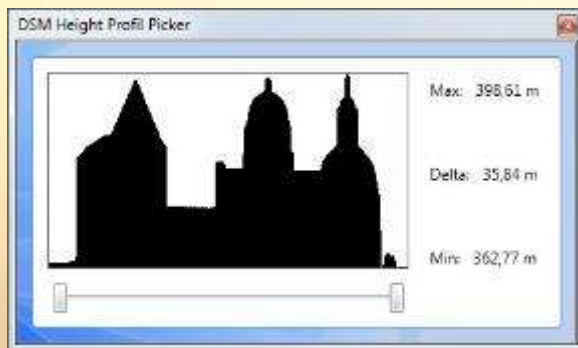 DSM Height Profil Picker
Max: 398,61 m
Delta: 35,84 m
Min: 362,77 m